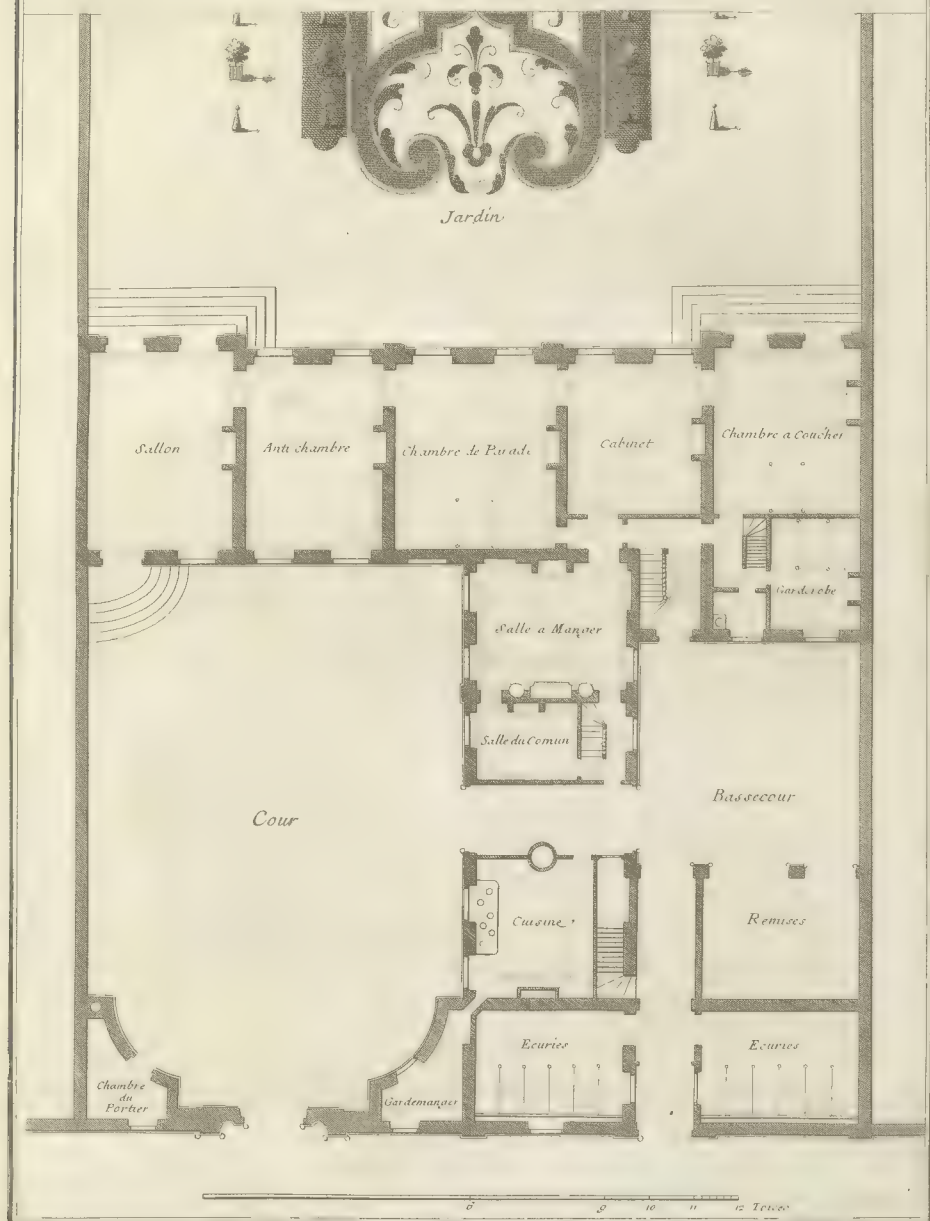 Jardin
Sallon
Anti chambre
Chambre de Parade
Cabinet
Chambre a Coucher
Garderobe
Salle a Manger
Salle du Comun
Cour
Bassecour
Cuisine
Remises
Ecuries
Ecuries
Chambre
du
Portier
Gardemanger
6 9 10 11 12 Toises